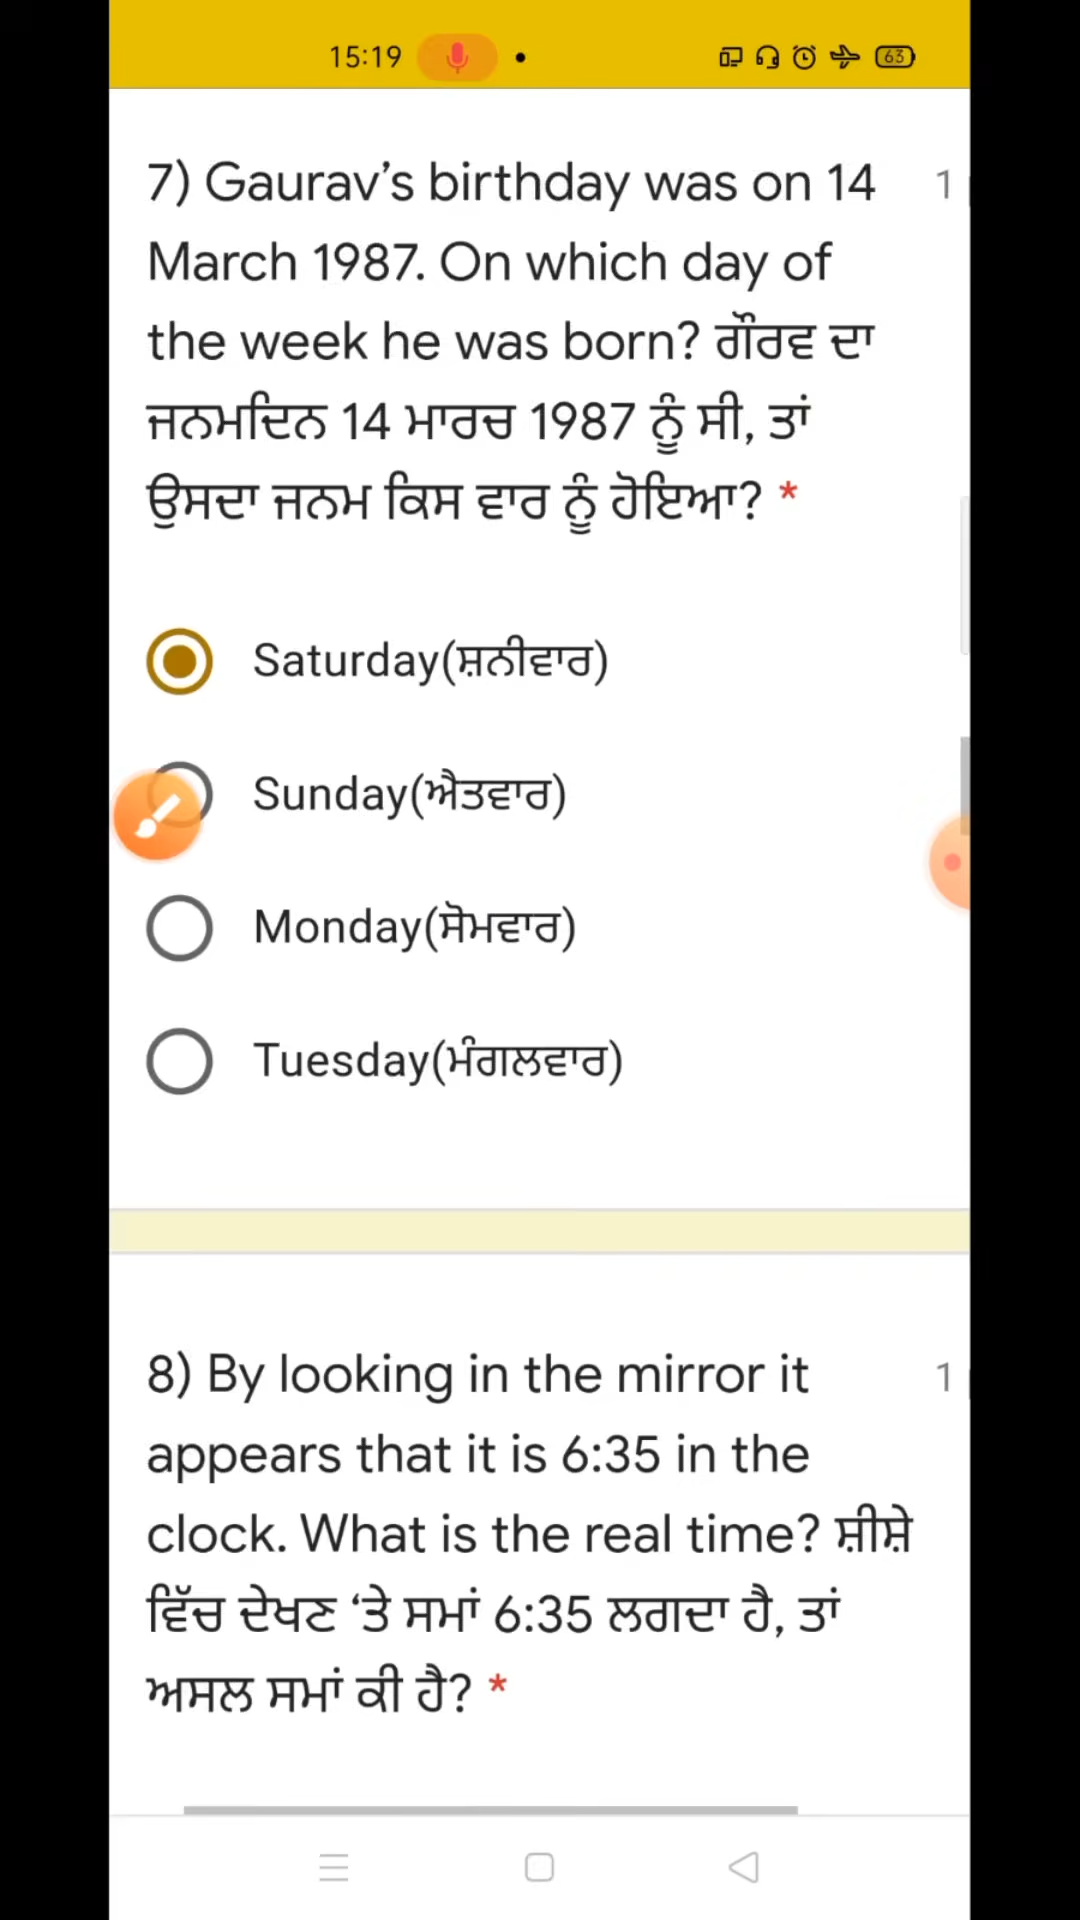 15:19 63
7) Gaurav’s birthday was on 14 1
March 1987. On which day of
the week he was born? ਗੌਰਵ ਦਾ
ਜਨਮਦਿਨ 14 ਮਾਰਚ 1987 ਨੂੰ ਸੀ, ਤਾਂ
ਉਸਦਾ ਜਨਮ ਕਿਸ ਵਾਰ ਨੂੰ ਹੋਇਆ? *
Saturday(ਸ਼ਨੀਵਾਰ)
Sunday(ਐਤਵਾਰ)
Monday(ਸੋਮਵਾਰ)
Tuesday(ਮੰਗਲਵਾਰ)
8) By looking in the mirror it 1
appears that it is 6:35 in the
clock. What is the real time? ਸ਼ੀਸ਼ੇ
ਵਿੱਚ ਦੇਖਣ ‘ਤੇ ਸਮਾਂ 6:35 ਲਗਦਾ ਹੈ, ਤਾਂ
ਅਸਲ ਸਮਾਂ ਕੀ ਹੈ? *